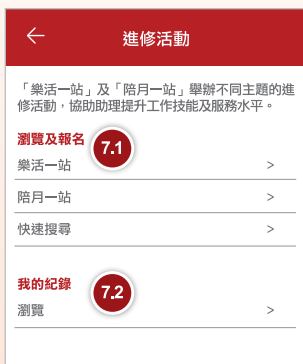 進修活動
「樂活一站」及「陪月一站」舉辦不同主題的進
修活動，協助助理提升工作技能及服務水平。
瀏覽及報名 7.1
樂活一站 >
陪月一站 >
快速搜尋 >
我的紀錄 7.2
瀏覽 >